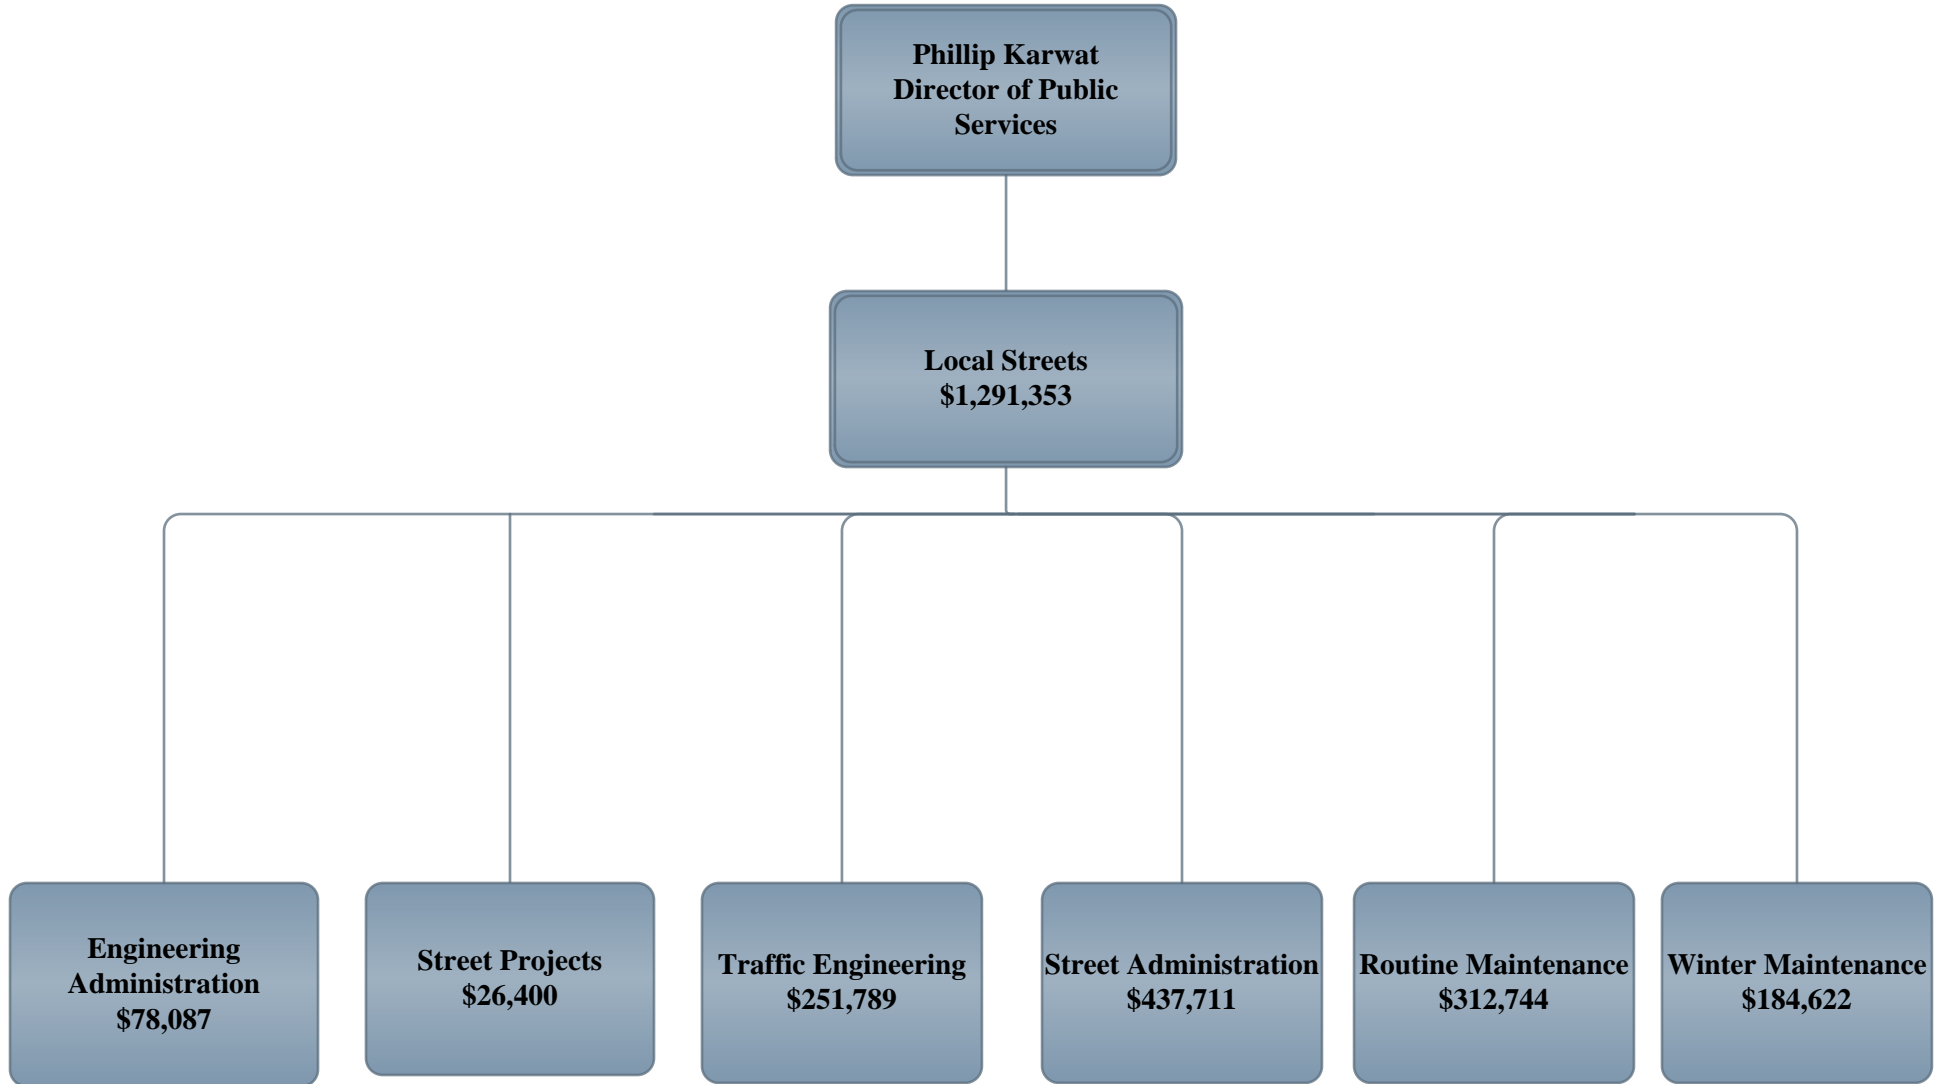 Phillip Karwat
Director of Public
Services
Local Streets
$1,291,353
Engineering
Administration
$78,087
Street Projects
$26,400
Traffic Engineering
$251,789
Street Administration
$437,711
Routine Maintenance
$312,744
Winter Maintenance
$184,622